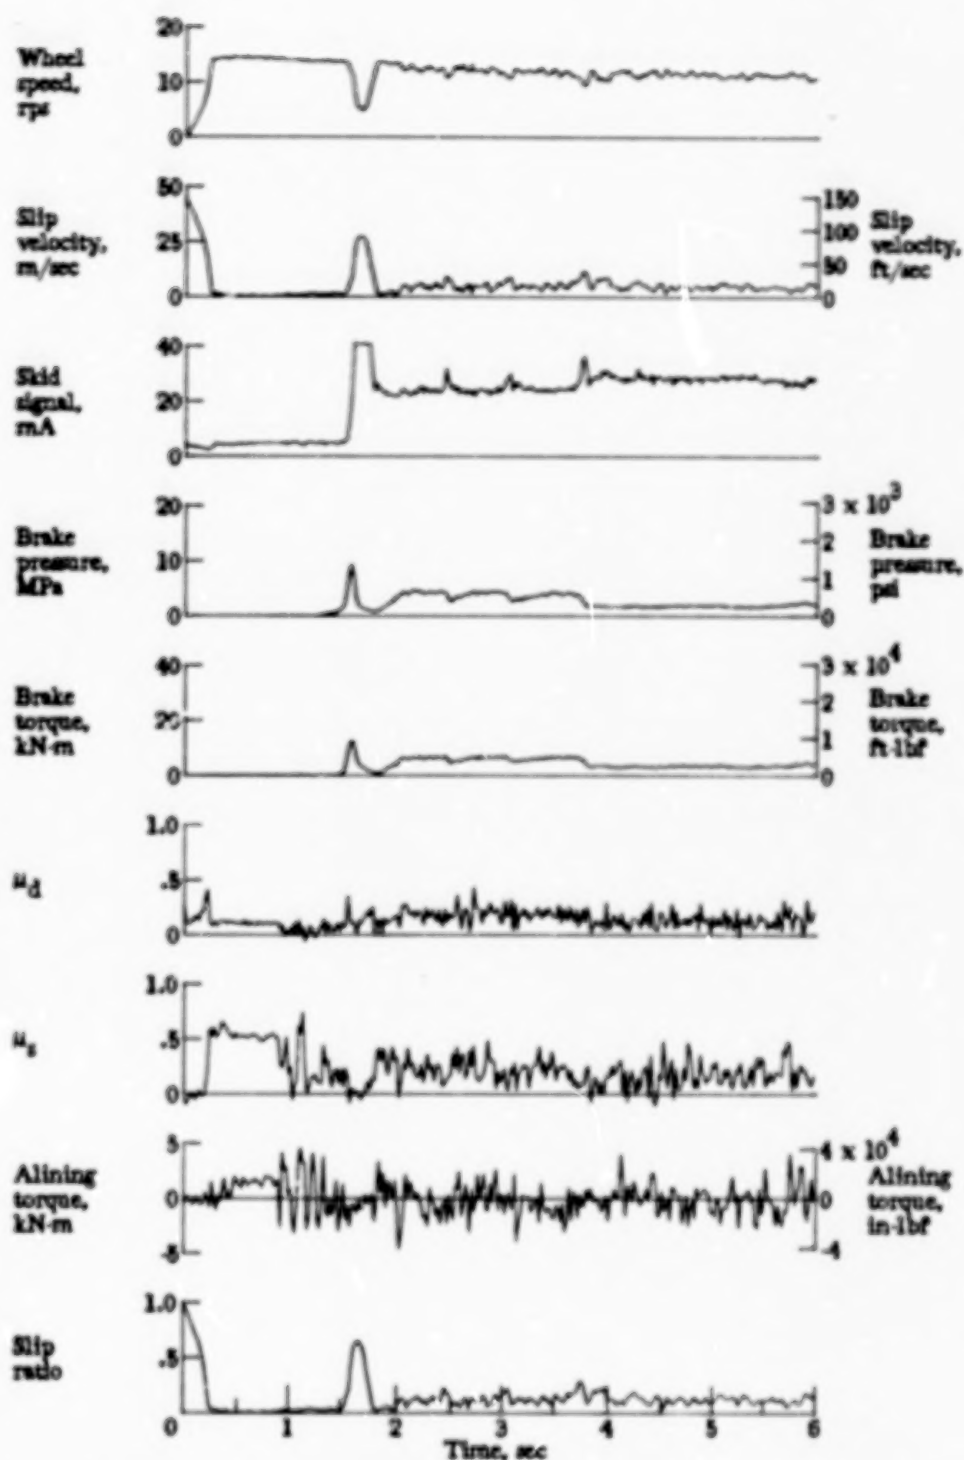 20
Wheel
speed,
rps
10
0
50
Slip
velocity,
m/sec
25
0
150
100
50
0
Slip
velocity,
ft/sec
40
Skid
signal,
mA
20
0
20
Brake
pressure,
MPa
10
0
3 x 10³
2
1
0
Brake
pressure,
psi
40
Brake
torque,
kN-m
20
0
3 x 10⁴
2
1
0
Brake
torque,
ft-lbf
1.0
μd
.5
0
1.0
μs
.5
0
5
Alining
torque,
kN-m
0
-5
4 x 10⁴
0
-4
Alining
torque,
in-lbf
1.0
Slip
ratio
.5
0 1 2 3 4 5 6
Time, sec